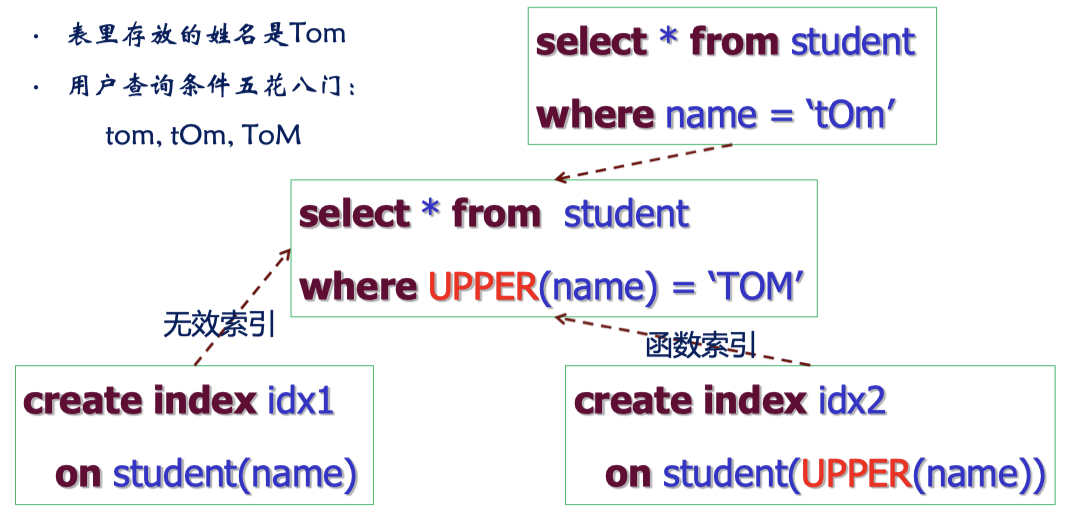 · 表里存放的姓名是Tom
· 用户查询条件五花八门：
tom, tOm, ToM
select * from student
where name = ‘tOm’
select * from student
where UPPER(name) = ‘TOM’
无效索引
函数索引
create index idx1
on student(name)
create index idx2
on student(UPPER(name))